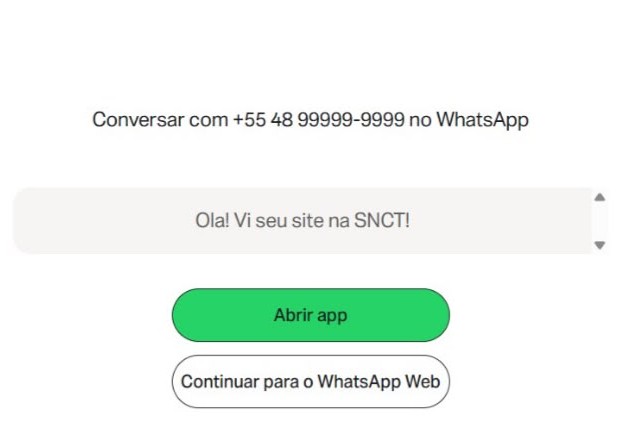 Conversar com +55 48 99999-9999 no WhatsApp
Ola! Vi seu site na SNCT!
Abrir app
Continuar para o WhatsApp Web